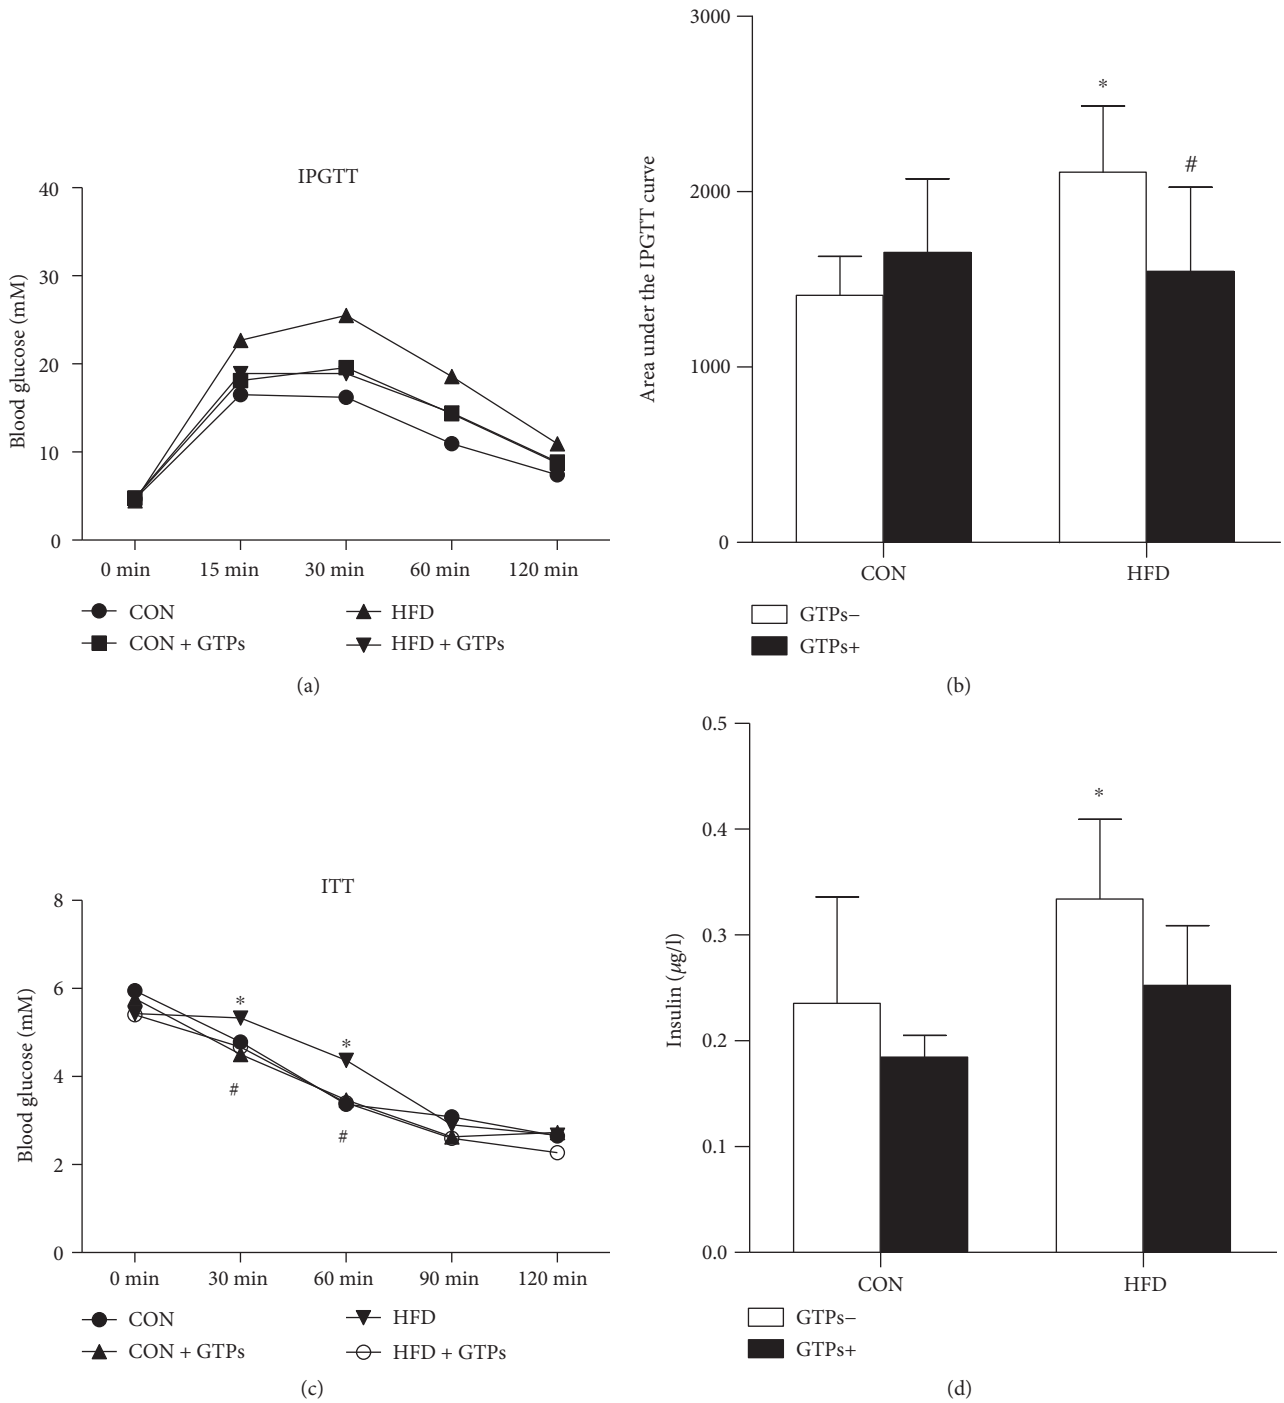 IPGTT
Blood glucose (mM)
40
30
20
10
0
0 min 15 min 30 min 60 min 120 min
CON HFD
CON + GTPs HFD + GTPs
(a)
Area under the IPGTT curve
3000
2000
1000
0
*
#
CON HFD
GTPs−
GTPs+
(b)
ITT
Blood glucose (mM)
8
6
4
2
0
* *
# #
0 min 30 min 60 min 90 min 120 min
CON HFD
CON + GTPs HFD + GTPs
(c)
Insulin (μg/l)
0.5
0.4
0.3
0.2
0.1
0.0
*
CON HFD
GTPs−
GTPs+
(d)